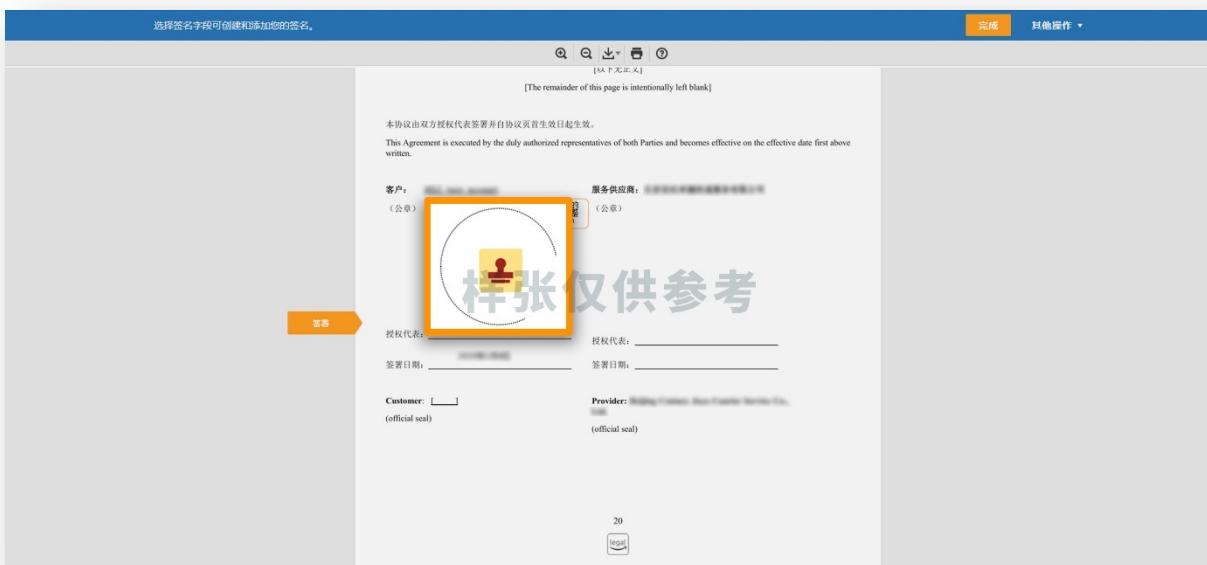 选择签名字段可创建和添加您的签名。
完成
其他操作
[以下无正文]
[The remainder of this page is intentionally left blank]
本协议由双方授权代表签署并自协议页首生效日起生效。
This Agreement is executed by the duly authorized representatives of both Parties and becomes effective on the effective date first above
written.
客户：
服务供应商：
（公章）
（公章）
样张仅供参考
签署
授权代表：
授权代表：
签署日期：
签署日期：
Customer: [____]
Provider:
(official seal)
(official seal)
20
legal